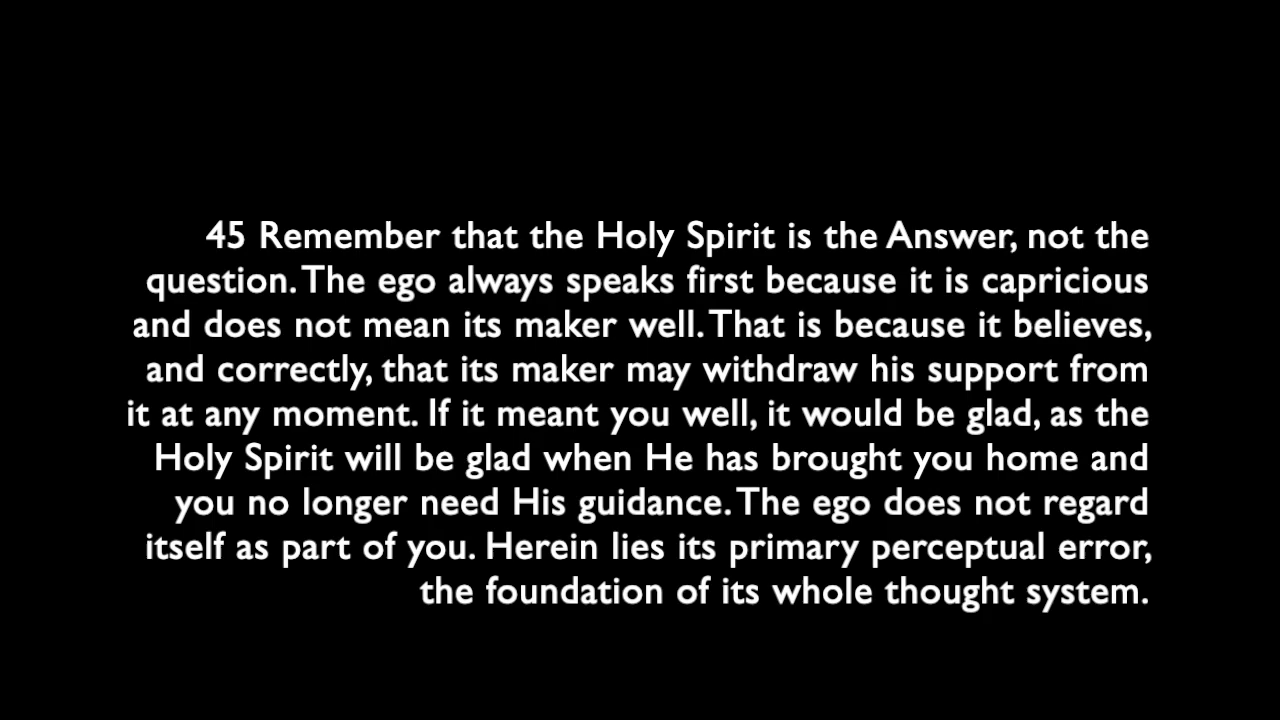 45 Remember that the Holy Spirit is the Answer, not the
question. The ego always speaks first because it is capricious
and does not mean its maker well. That is because it believes,
and correctly, that its maker may withdraw his support from
it at any moment. If it meant you well, it would be glad, as the
Holy Spirit will be glad when He has brought you home and
you no longer need His guidance. The ego does not regard
itself as part of you. Herein lies its primary perceptual error,
the foundation of its whole thought system.